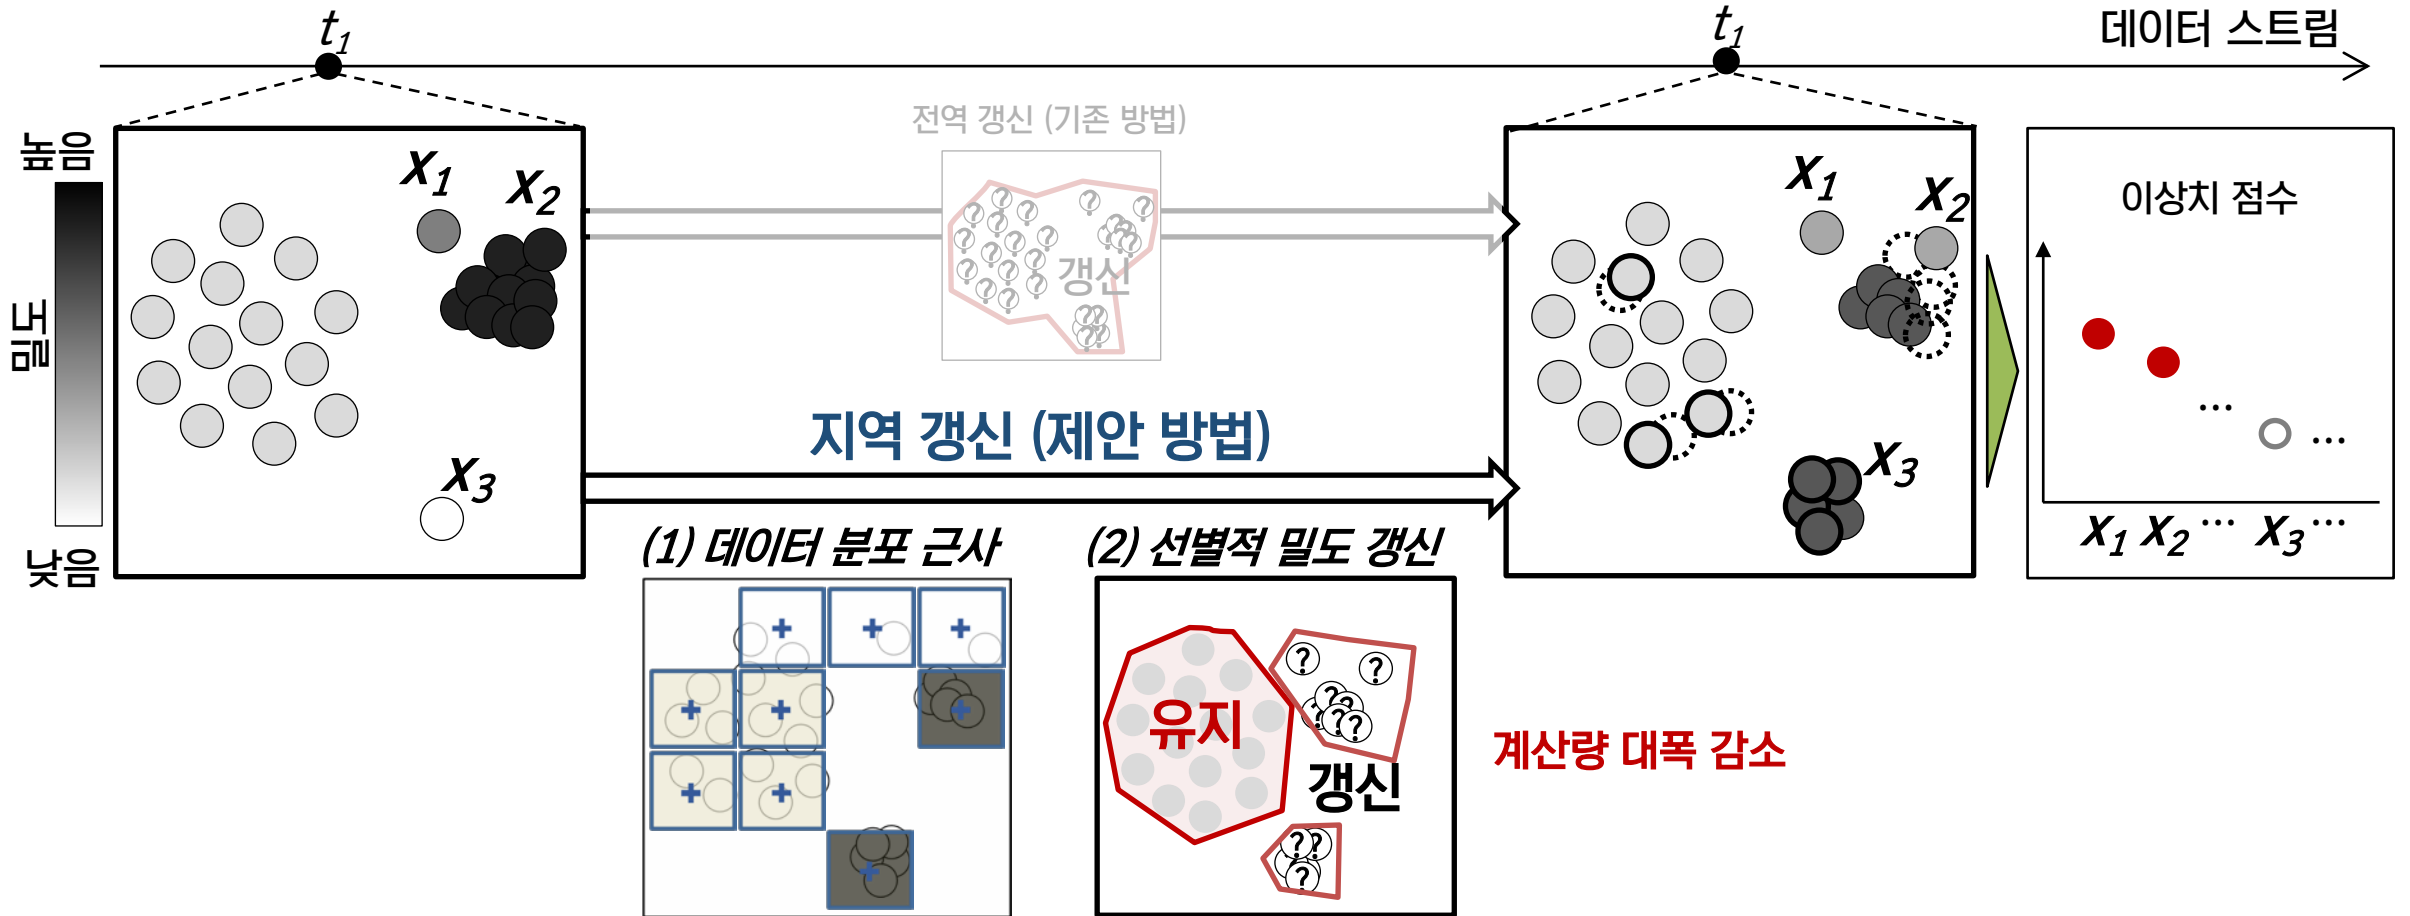 t1
t1
데이터 스트림
전역 갱신 (기존 방법)
높음
밀도
낮음
x1
x2
x3
? ? ? ? ? ? ? ? ? ? ? ? ? ? ? ? ? ? ? ? ? ? ? ? ? ? ? ?
갱신
x1
x2
x3
이상치 점수
...
...
x1 x2 ... x3 ...
지역 갱신 (제안 방법)
(1) 데이터 분포 근사
(2) 선별적 밀도 갱신
유지
? ? ? ? ? ? ?
갱신
? ? ?
계산량 대폭 감소